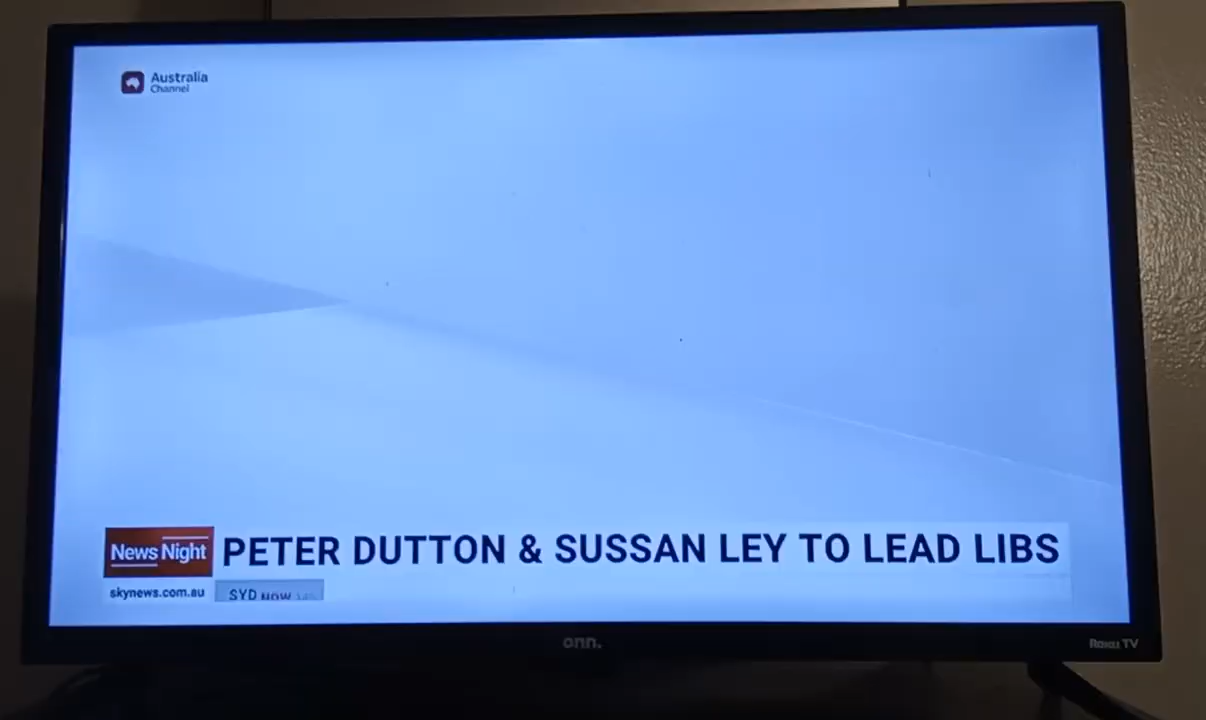 Australia
Channel
News Night
PETER DUTTON & SUSSAN LEY TO LEAD LIBS
skynews.com.au
SYD NOW
onn.
Roku TV